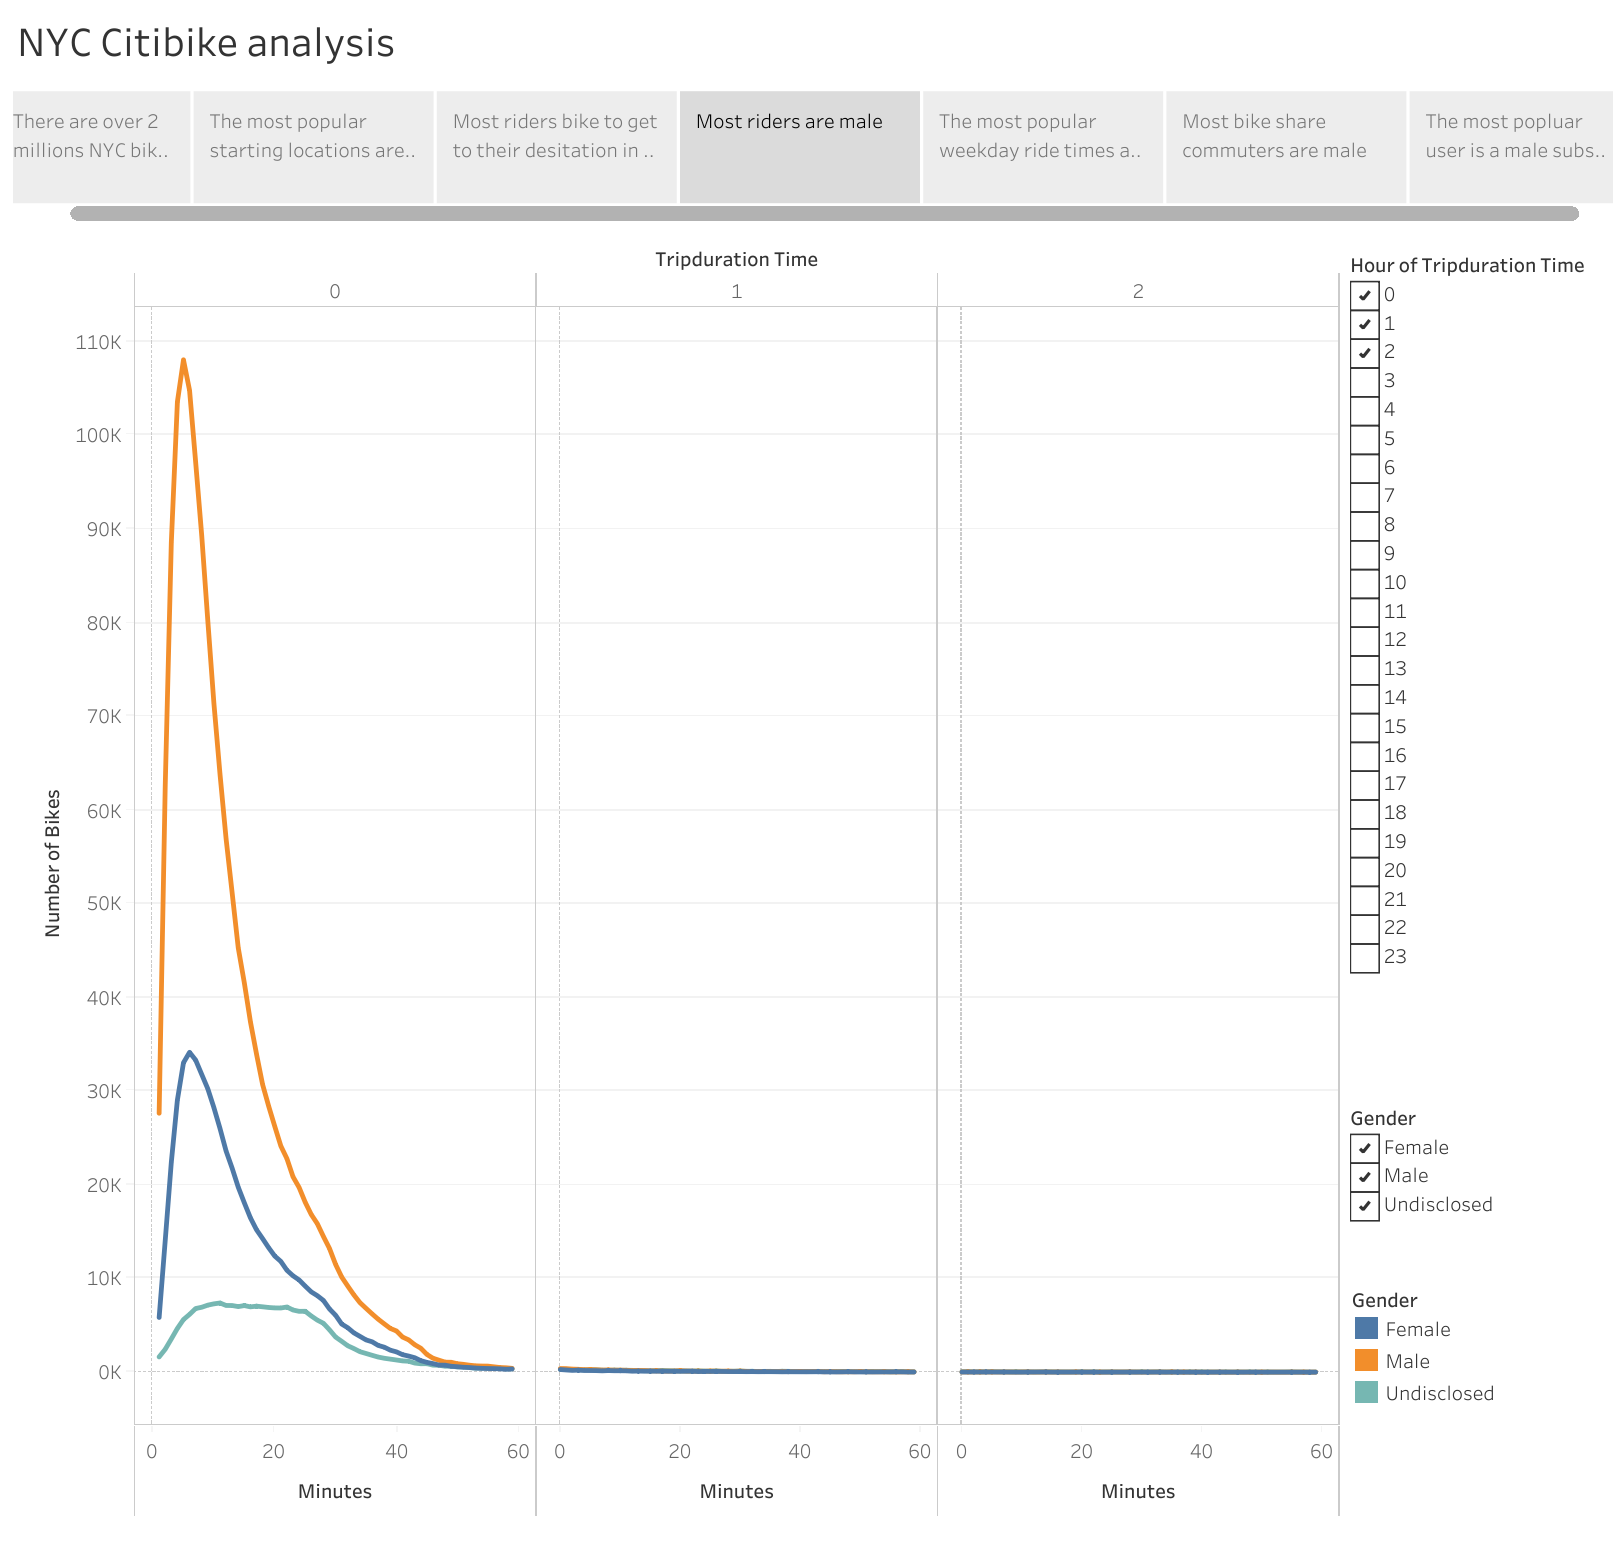 NYC Citibike analysis
There are over 2
millions NYC bik..
The most popular
starting locations are..
Most riders bike to get
to their desitation in ..
Most riders are male
The most popular
weekday ride times a..
Most bike share
commuters are male
The most popluar
user is a male subs..
Tripduration Time
0 1 2
110K
100K
90K
80K
70K
60K
50K
40K
30K
20K
10K
0K
Number of Bikes
0 20 40 60 0 20 40 60 0 20 40 60
Minutes Minutes Minutes
Hour of Tripduration Time
0
1
2
3
4
5
6
7
8
9
10
11
12
13
14
15
16
17
18
19
20
21
22
23
Gender
Female
Male
Undisclosed
Gender
Female
Male
Undisclosed